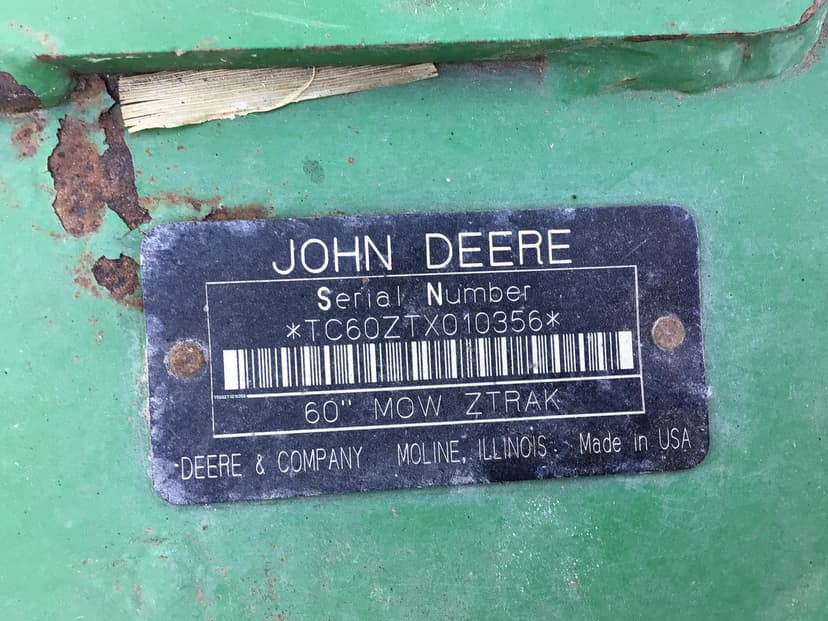 JOHN DEERE
Serial Number
*TC60ZTX010356*
60" MOW ZTRAK
DEERE & COMPANY MOLINE, ILLINOIS. Made in USA